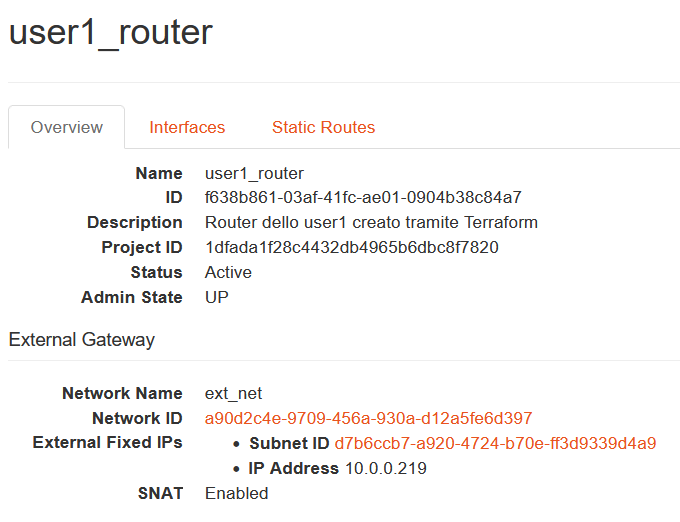 user1_router
Overview Interfaces Static Routes
Name user1_router
ID f638b861-03af-41fc-ae01-0904b38c84a7
Description Router dello user1 creato tramite Terraform
Project ID 1dfada1f28c4432db4965b6dbc8f7820
Status Active
Admin State UP
External Gateway
Network Name ext_net
Network ID a90d2c4e-9709-456a-930a-d12a5fe6d397
External Fixed IPs • Subnet ID d7b6ccb7-a920-4724-b70e-ff3d9339d4a9
• IP Address 10.0.0.219
SNAT Enabled